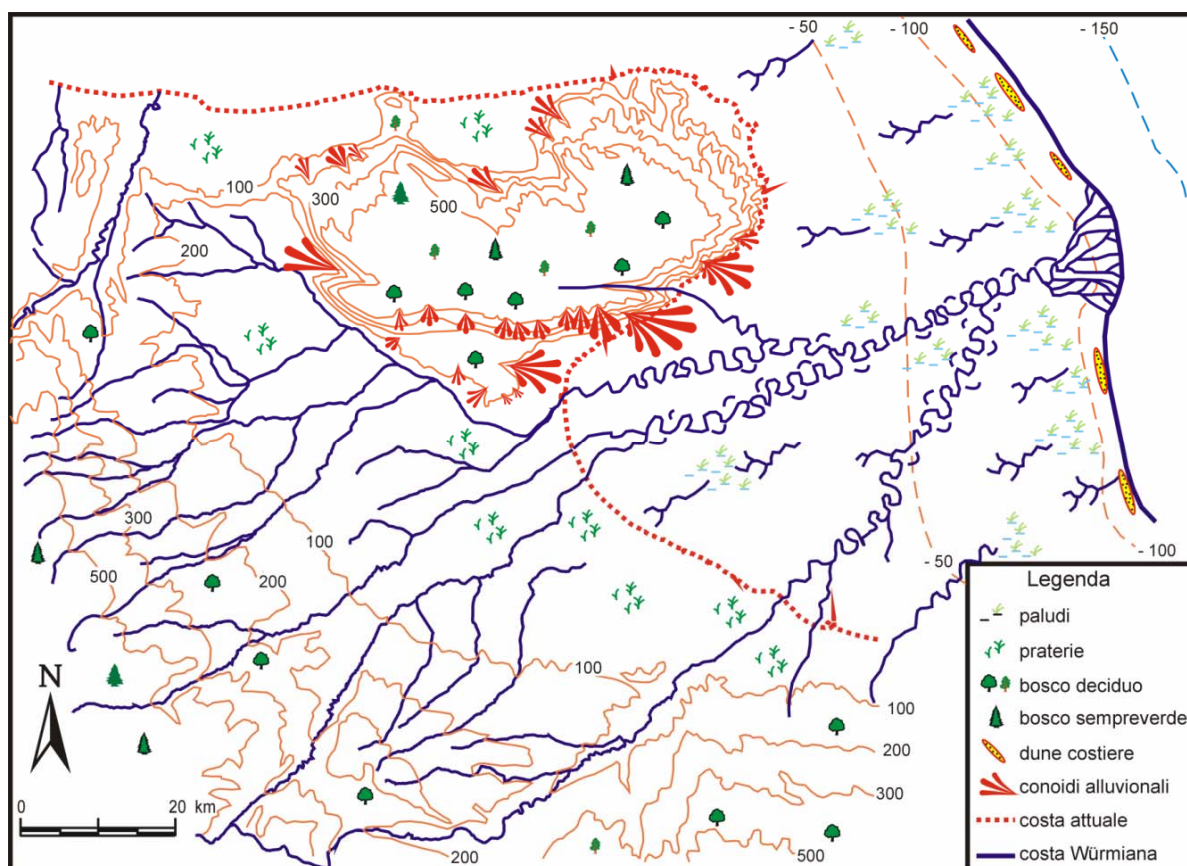 - 50
- 100
- 150
100
300
500
200
300
500
200
100
100
- 50
- 100
100
200
300
500
200
N
0 20 km
Legenda
paludi
praterie
bosco deciduo
bosco sempreverde
dune costiere
conoidi alluvionali
costa attuale
costa Würmiana